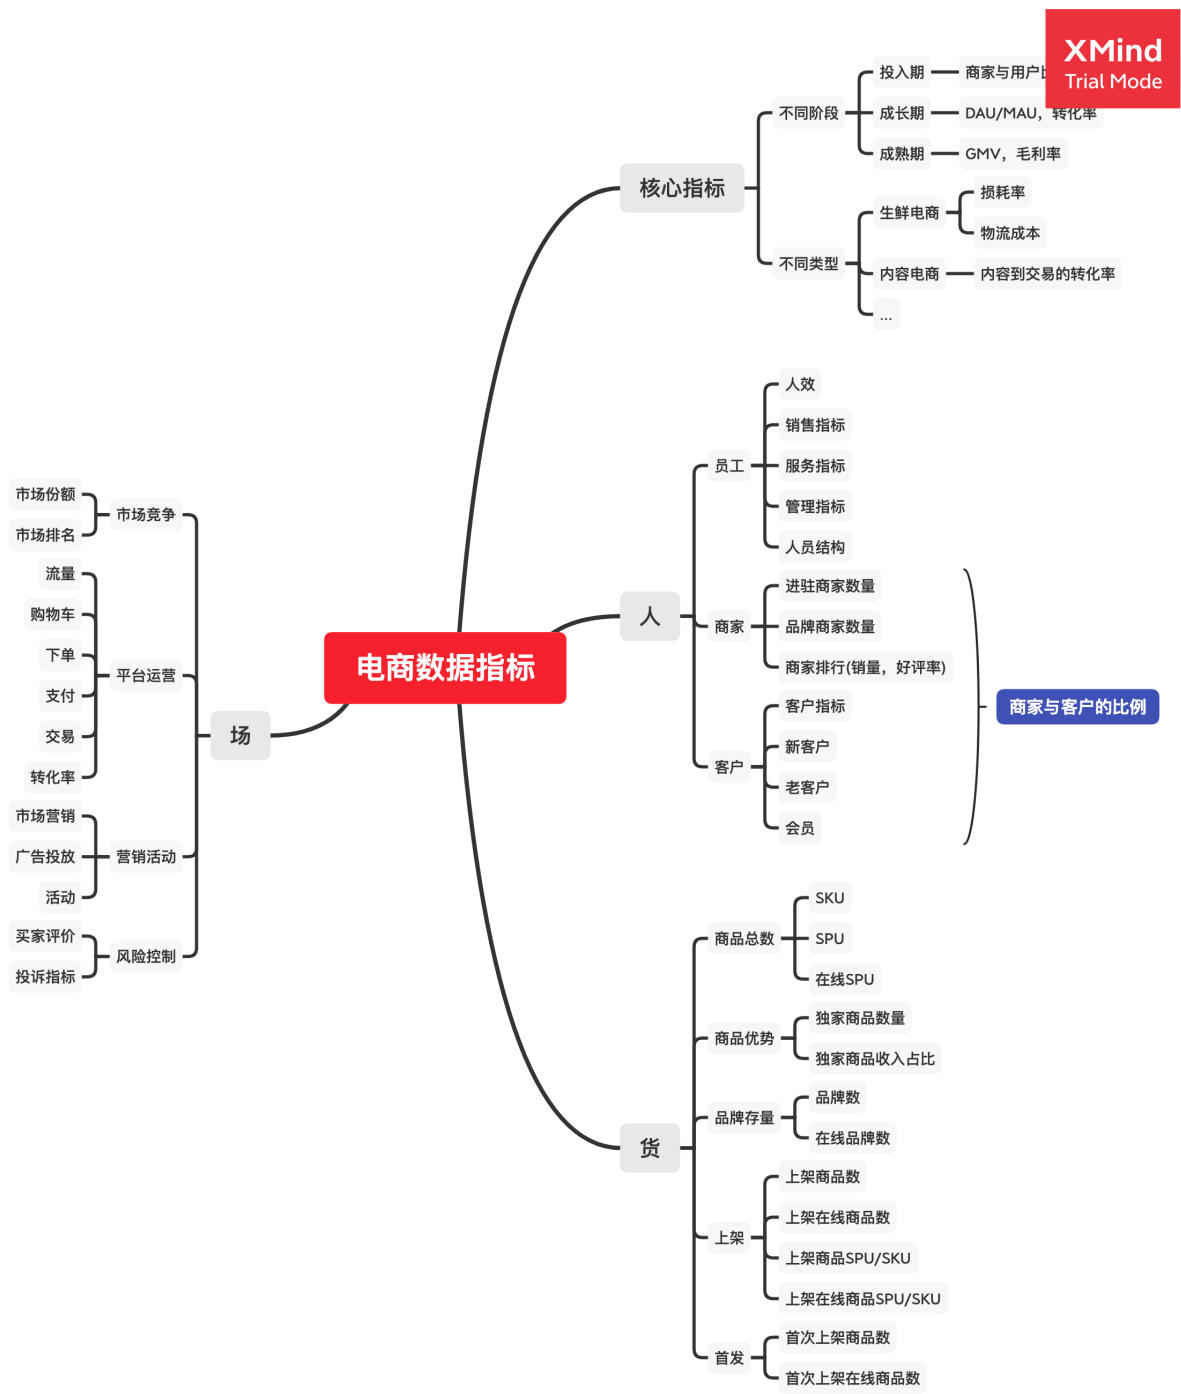 XMind
Trial Mode
电商数据指标
核心指标
不同阶段
投入期
商家与用户
成长期
DAU/MAU，转化率
成熟期
GMV，毛利率
不同类型
生鲜电商
损耗率
物流成本
内容电商
内容到交易的转化率
...
人
员工
人效
销售指标
服务指标
管理指标
人员结构
商家
进驻商家数量
品牌商家数量
商家排行(销量，好评率)
客户
客户指标
新客户
老客户
会员
商家与客户的比例
货
商品总数
SKU
SPU
在线SPU
商品优势
独家商品数量
独家商品收入占比
品牌存量
品牌数
在线品牌数
上架
上架商品数
上架在线商品数
上架商品SPU/SKU
上架在线商品SPU/SKU
首发
首次上架商品数
首次上架在线商品数
场
市场竞争
市场份额
市场排名
平台运营
流量
购物车
下单
支付
交易
转化率
营销活动
市场营销
广告投放
活动
风险控制
买家评价
投诉指标